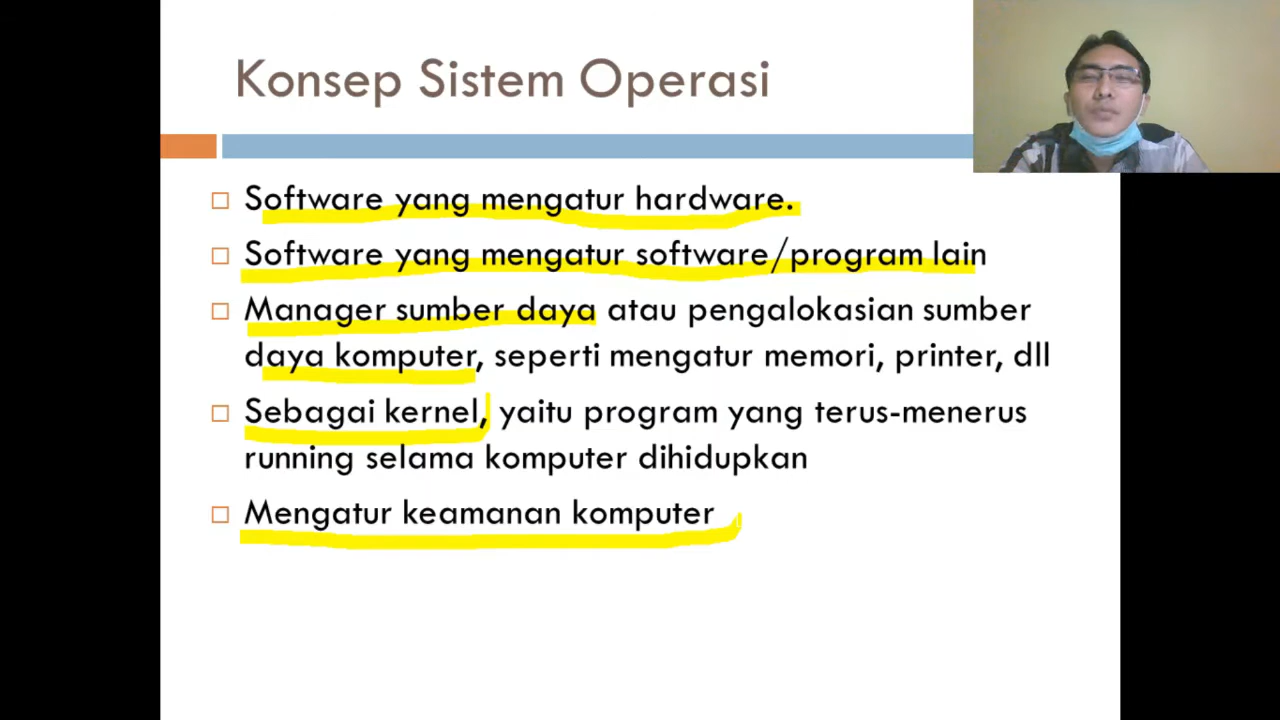 Konsep Sistem Operasi
Software yang mengatur hardware.
Software yang mengatur software/program lain
Manager sumber daya atau pengalokasian sumber
daya komputer, seperti mengatur memori, printer, dll
Sebagai kernel, yaitu program yang terus-menerus
running selama komputer dihidupkan
Mengatur keamanan komputer